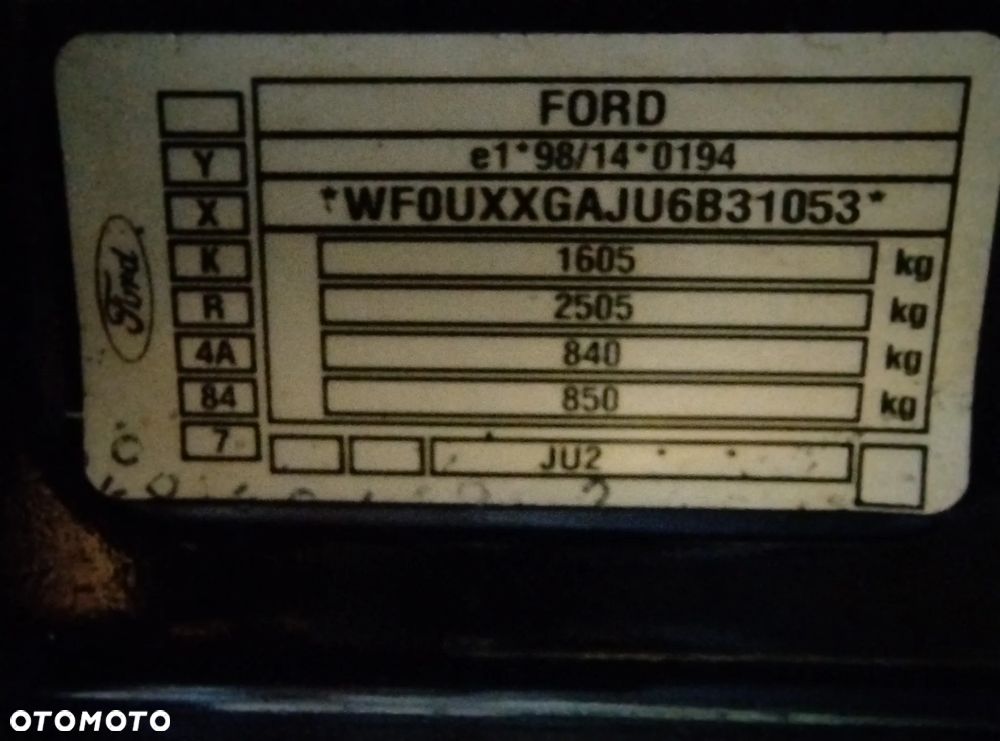 FORD
e1*98/14*0194
*WF0UXXGAJU6B31053*
Y
X
K 1605 kg
R 2505 kg
4A 840 kg
84 850 kg
7 JU2
Ford
OTOMOTO